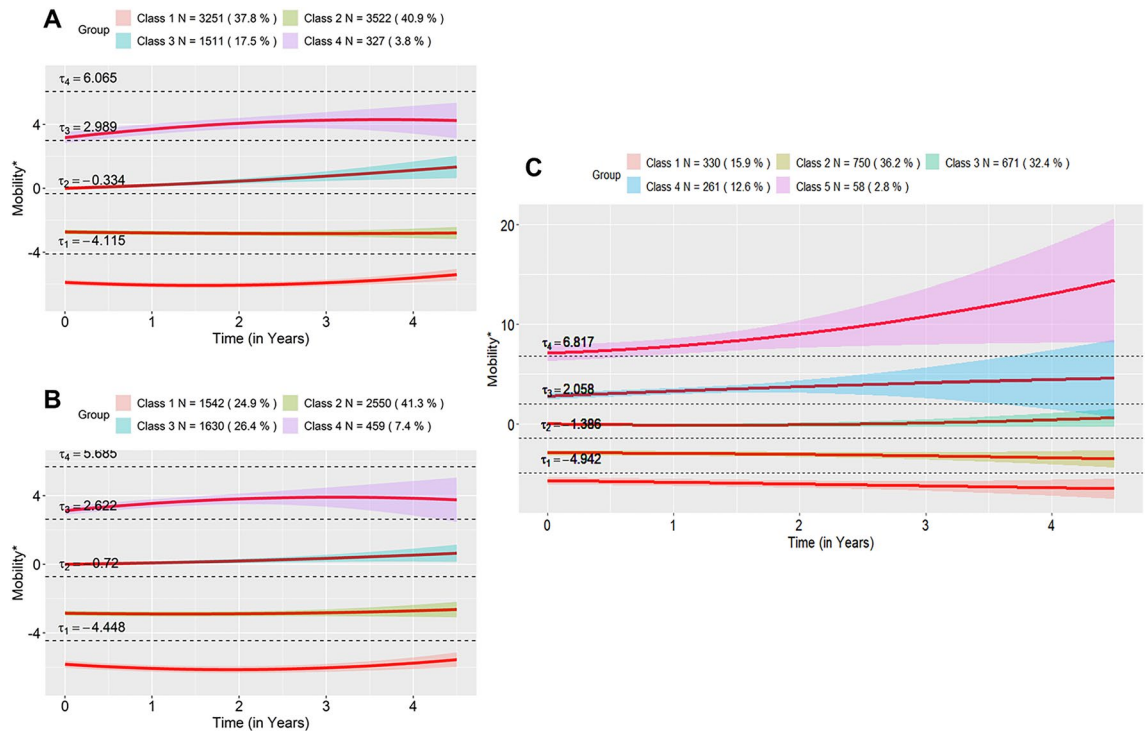 A
Group
Class 1 N = 3251 ( 37.8 % )
Class 2 N = 3522 ( 40.9 % )
Class 3 N = 1511 ( 17.5 % )
Class 4 N = 327 ( 3.8 % )
τ4 = 6.065
τ3 = 2.989
τ2 = −0.334
τ1 = −4.115
4
0
-4
Mobility*
0 1 2 3 4
Time (in Years)
B
Group
Class 1 N = 1542 ( 24.9 % )
Class 2 N = 2550 ( 41.3 % )
Class 3 N = 1630 ( 26.4 % )
Class 4 N = 459 ( 7.4 % )
τ4 = 5.685
τ3 = 2.622
τ2 = −0.72
τ1 = −4.448
4
0
-4
Mobility*
0 1 2 3 4
Time (in Years)
C
Group
Class 1 N = 330 ( 15.9 % )
Class 2 N = 750 ( 36.2 % )
Class 3 N = 671 ( 32.4 % )
Class 4 N = 261 ( 12.6 % )
Class 5 N = 58 ( 2.8 % )
20
10
0
τ4 = 6.817
τ3 = 2.058
τ2 = −1.386
τ1 = −4.942
Mobility*
0 1 2 3 4
Time (in Years)